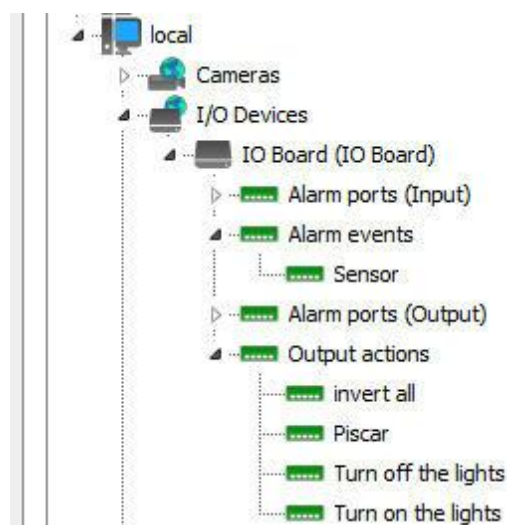 local
Cameras
I/O Devices
IO Board (IO Board)
Alarm ports (Input)
Alarm events
Sensor
Alarm ports (Output)
Output actions
invert all
Piscar
Turn off the lights
Turn on the lights